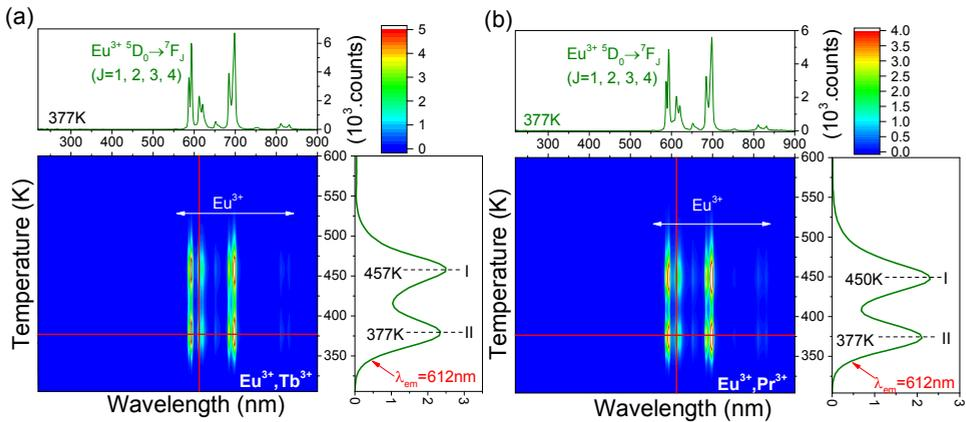 (a)
Eu³⁺ ⁵D₀→⁷F_J
(J=1, 2, 3, 4)
377K
6
4
2
0
300 400 500 600 700 800 900
5
4
3
2
1
0
(10³.counts)
Temperature (K)
600
550
500
450
400
350
Eu³⁺
Eu³⁺,Tb³⁺
Wavelength (nm)
457K
I
377K
II
λem=612nm
0 1 2 3
(b)
Eu³⁺ ⁵D₀→⁷F_J
(J=1, 2, 3, 4)
377K
6
4
2
0
300 400 500 600 700 800 900
4.0
3.5
3.0
2.5
2.0
1.5
1.0
0.5
0.0
(10³.counts)
Temperature (K)
600
550
500
450
400
350
Eu³⁺
Eu³⁺,Pr³⁺
Wavelength (nm)
450K
I
377K
II
λem=612nm
0 1 2 3